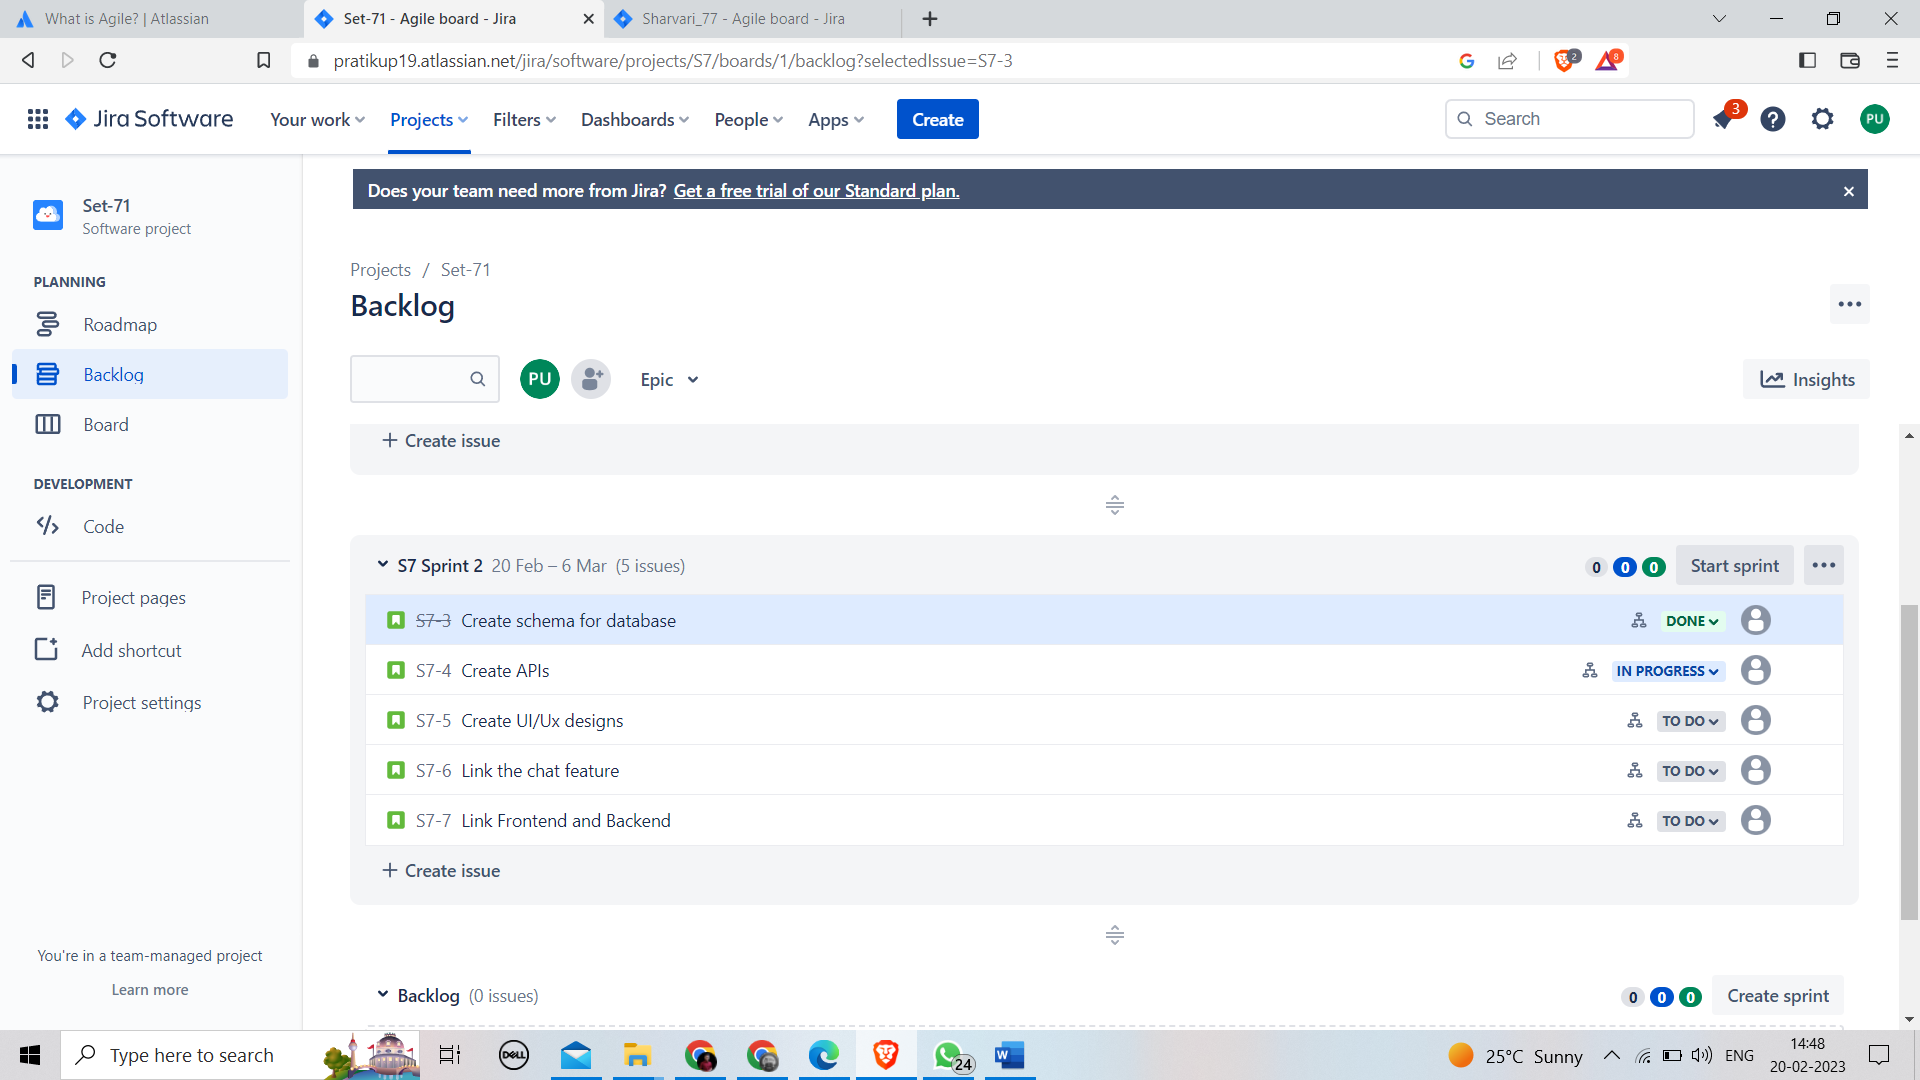 What is Agile? | Atlassian
Set-71 - Agile board - Jira
Sharvari_77 - Agile board - Jira
pratikup19.atlassian.net/jira/software/projects/S7/boards/1/backlog?selectedIssue=S7-3
2
8
Jira Software
Your work
Projects
Filters
Dashboards
People
Apps
Create
Search
3
PU
Set-71
Software project
Does your team need more from Jira? Get a free trial of our Standard plan.
Projects / Set-71
Backlog
PLANNING
Roadmap
Backlog
Board
DEVELOPMENT
Code
Project pages
Add shortcut
Project settings
You're in a team-managed project
Learn more
PU
Epic
Insights
+ Create issue
S7 Sprint 2 20 Feb – 6 Mar (5 issues)
0 0 0 Start sprint
S7-3 Create schema for database DONE
S7-4 Create APIs IN PROGRESS
S7-5 Create UI/Ux designs TO DO
S7-6 Link the chat feature TO DO
S7-7 Link Frontend and Backend TO DO
+ Create issue
Backlog (0 issues)
0 0 0 Create sprint
Type here to search
DELL
24
W
25°C Sunny
ENG
14:48
20-02-2023